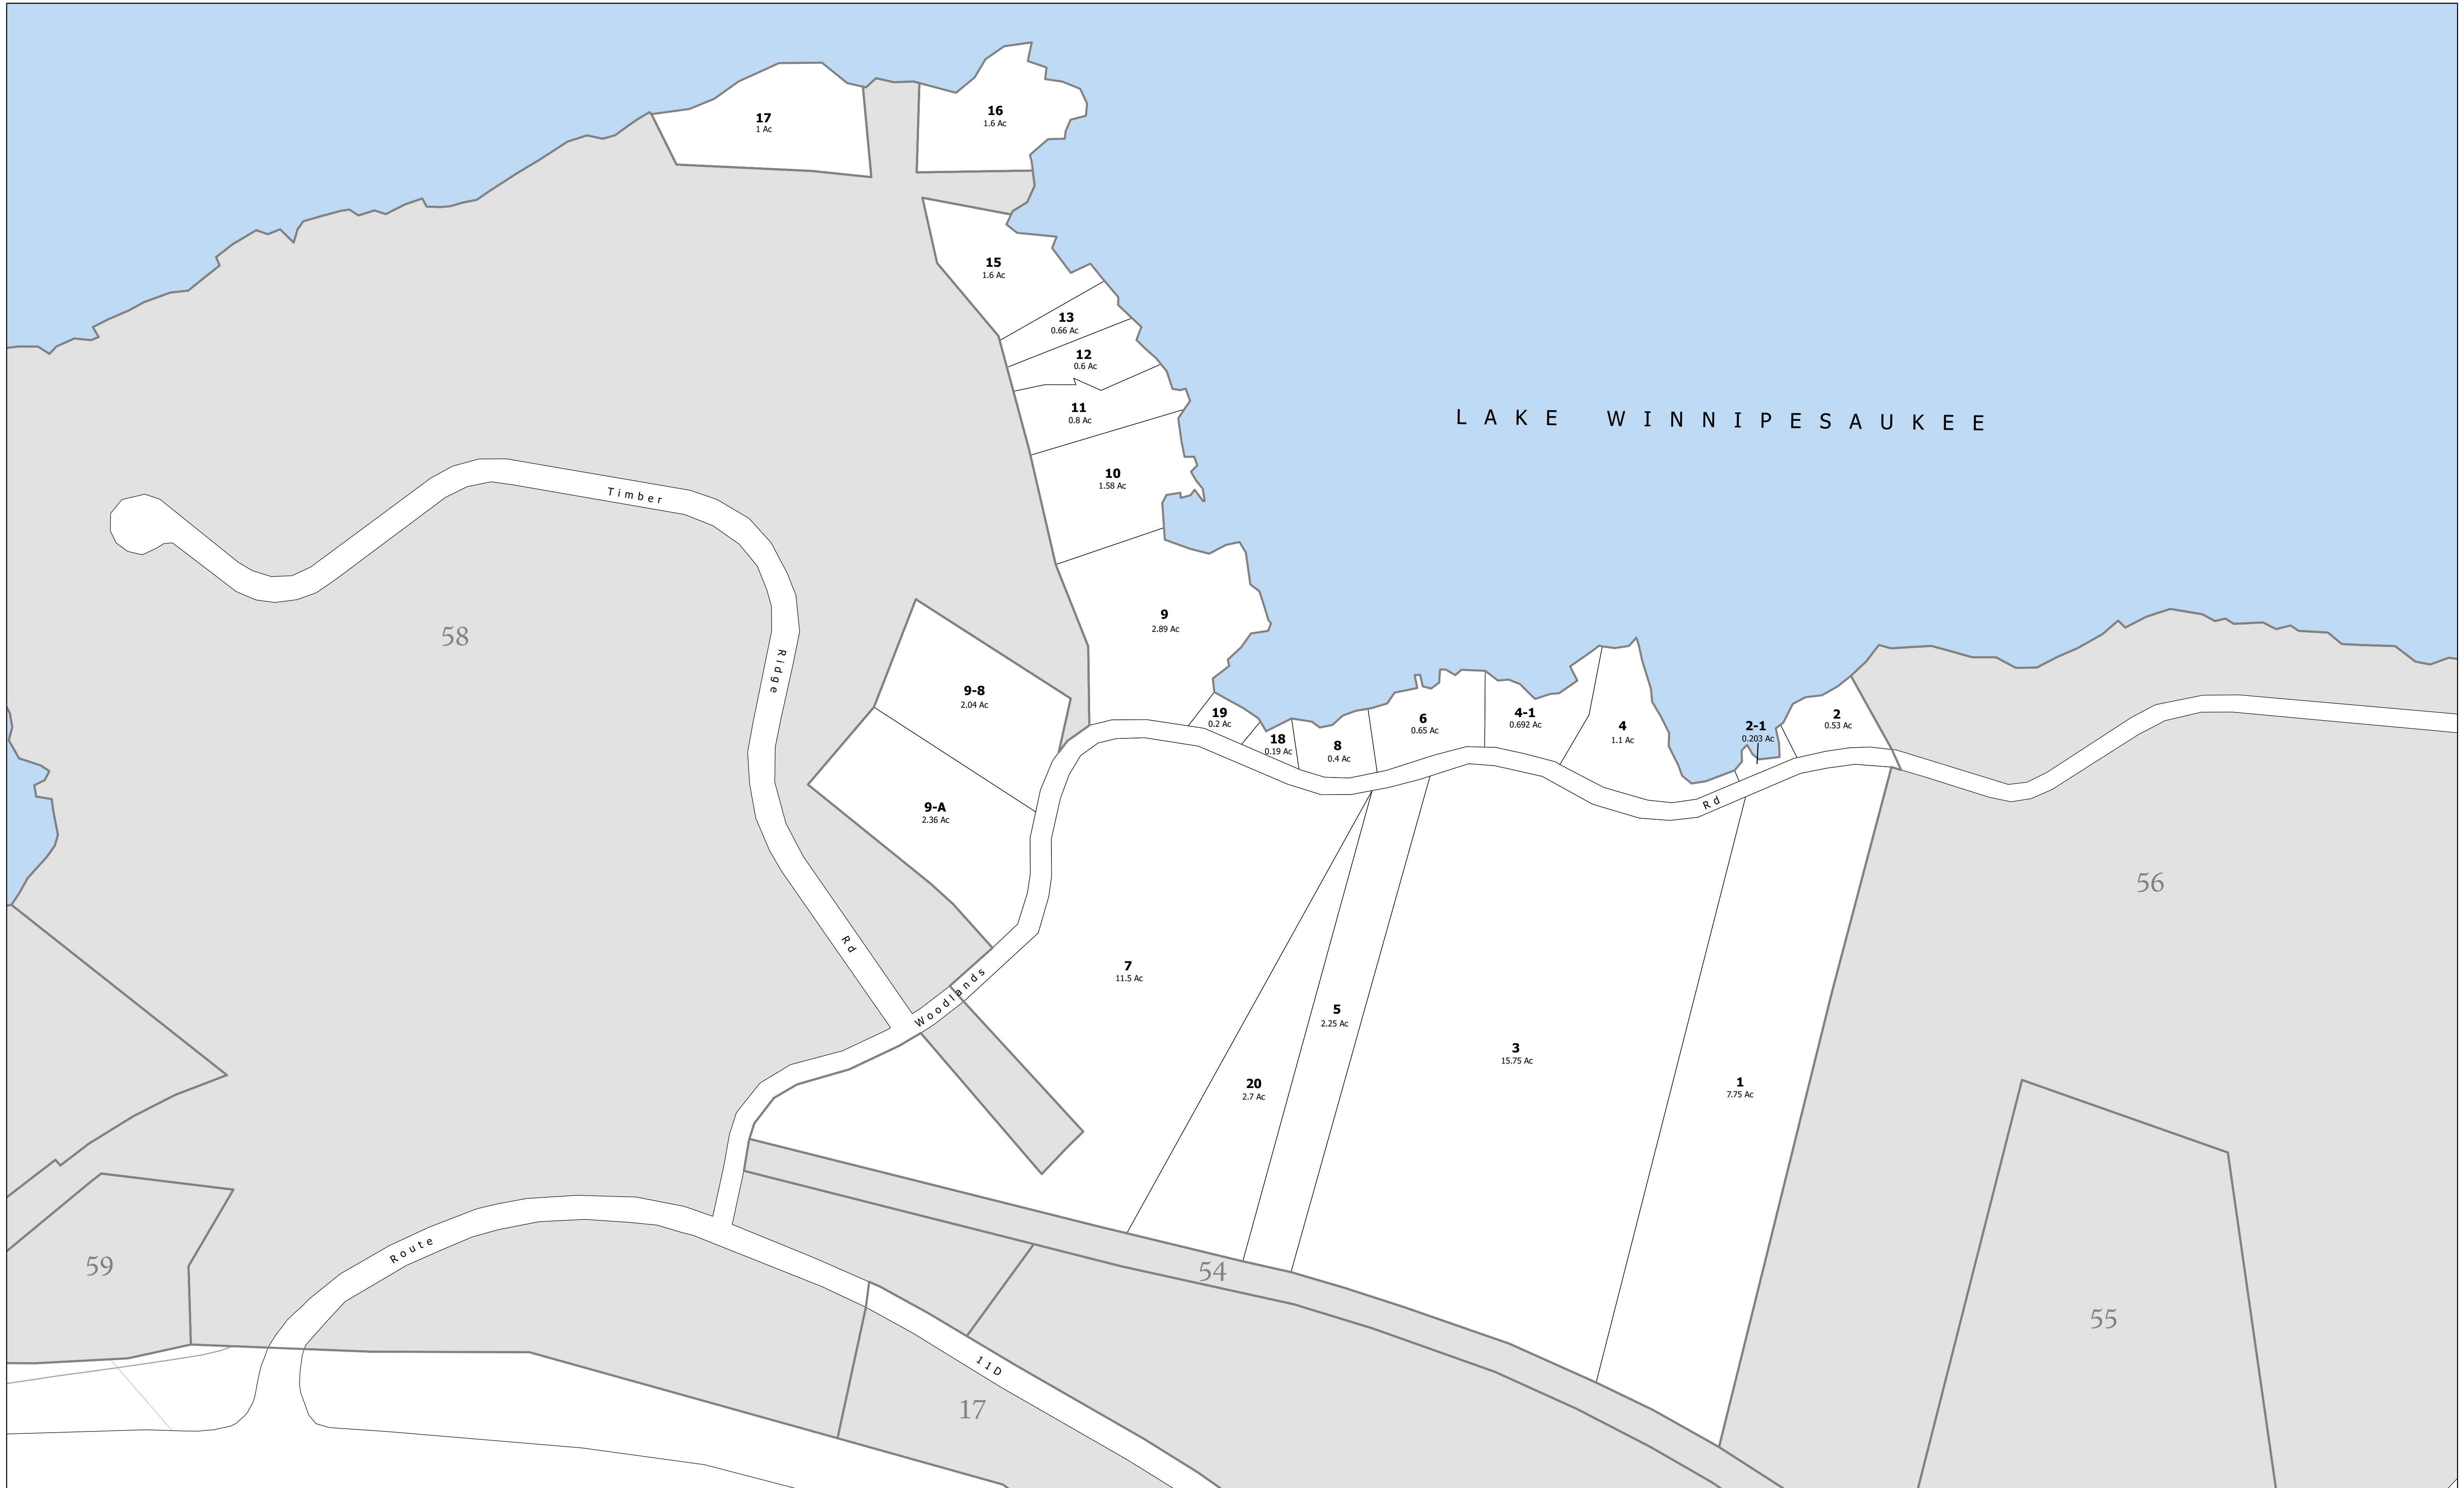 17
1 Ac
16
1.6 Ac
15
1.6 Ac
13
0.66 Ac
12
0.6 Ac
11
0.8 Ac
LAKE WINNIPESAUKEE
10
1.58 Ac
Timber
Ridge
Rd
58
9
2.89 Ac
9-8
2.04 Ac
9-A
2.36 Ac
19
0.2 Ac
18
0.19 Ac
8
0.4 Ac
6
0.65 Ac
4-1
0.692 Ac
4
1.1 Ac
2-1
0.203 Ac
2
0.53 Ac
Woodlands
Rd
56
7
11.5 Ac
5
2.25 Ac
20
2.7 Ac
3
15.75 Ac
1
7.75 Ac
59
Route
11D
54
55
17